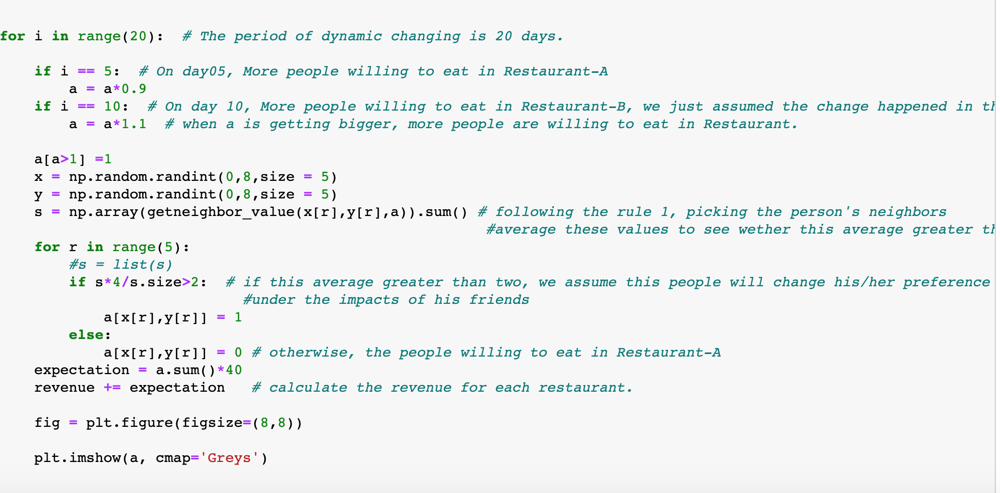 for i in range(20):  # The period of dynamic changing is 20 days.
    if i == 5:  # On day05, More people willing to eat in Restaurant-A
        a = a*0.9
    if i == 10:  # On day 10, More people willing to eat in Restaurant-B, we just assumed the change happened in
        a = a*1.1  # when a is getting bigger, more people are willing to eat in Restaurant.
    a[a>1] =1
    x = np.random.randint(0,8,size = 5)
    y = np.random.randint(0,8,size = 5)
    s = np.array(getneighbor_value(x[r],y[r],a)).sum() # following the rule 1, picking the person's neighbors
                                                        #average these values to see wether this average greater
    for r in range(5):
        #s = list(s)
        if s*4/s.size>2:  # if this average greater than two, we assume this people will change his/her preference
                            #under the impacts of his friends
            a[x[r],y[r]] = 1
        else:
            a[x[r],y[r]] = 0 # otherwise, the people willing to eat in Restaurant-A
    expectation = a.sum()*40
    revenue += expectation   # calculate the revenue for each restaurant.
    fig = plt.figure(figsize=(8,8))
    plt.imshow(a, cmap='Greys')